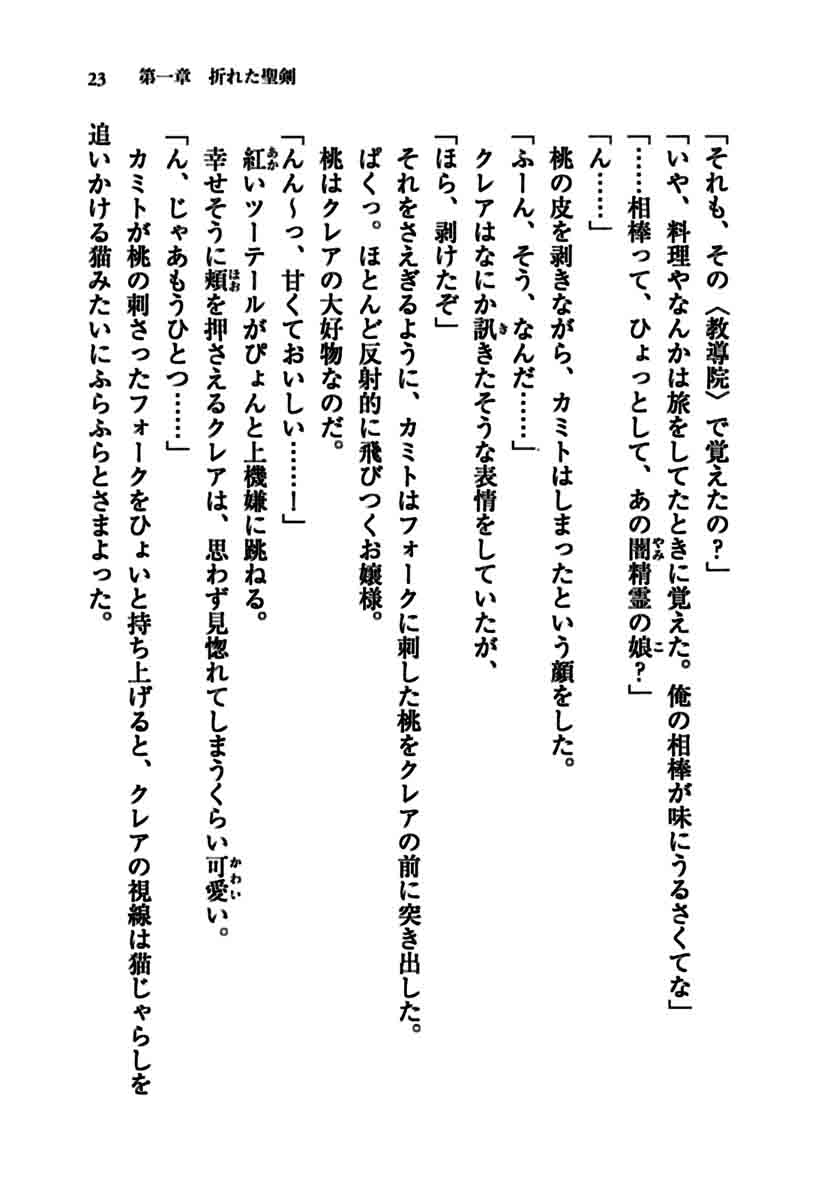 23　第一章　折れた聖剣
「それも、その〈教導院〉で覚えたの？」
「いや、料理やなんかは旅をしてたときに覚えた。俺の相棒が味にうるさくてな」
「……相棒って、ひょっとして、あの闇精霊の娘？」
「ん……」
　桃の皮を剥きながら、カミトはしまったという顔をした。
「ふーん、そう、なんだ……」
　クレアはなにか訊きたそうな表情をしていたが、
「ほら、剥けたぞ」
　それをさえぎるように、カミトはフォークに刺した桃をクレアの前に突き出した。
　ぱくっ。ほとんど反射的に飛びつくお嬢様。
　桃はクレアの大好物なのだ。
「んん～っ、甘くておいしい……！」
　紅いツーテールがぴょんと上機嫌に跳ねる。
　幸せそうに頬を押さえるクレアは、思わず見惚れてしまうくらい可愛い。
「ん、じゃあもうひとつ……」
　カミトが桃の刺さったフォークをひょいと持ち上げると、クレアの視線は猫じゃらしを
追いかける猫みたいにふらふらとさまよった。